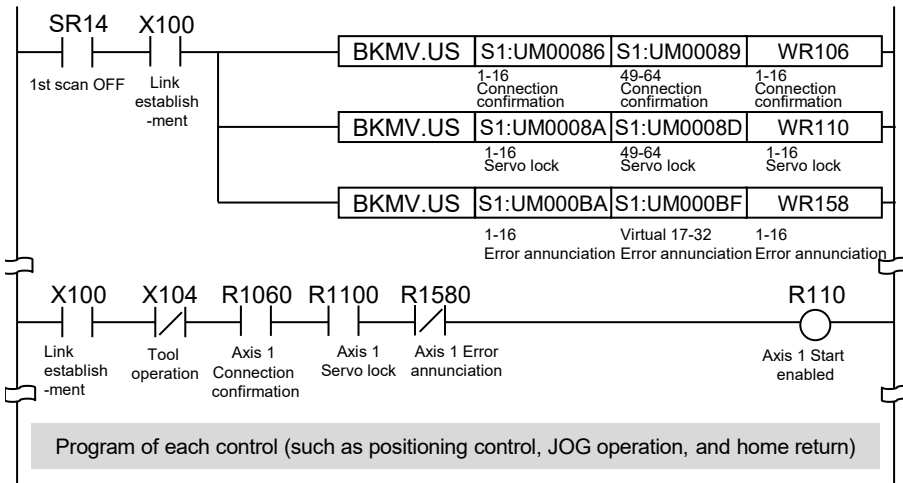 SR14 X100
BKMV.US S1:UM00086 S1:UM00089 WR106
1st scan OFF
Link
establish
-ment
1-16
Connection
confirmation
49-64
Connection
confirmation
1-16
Connection
confirmation
BKMV.US S1:UM0008A S1:UM0008D WR110
1-16
Servo lock
49-64
Servo lock
1-16
Servo lock
BKMV.US S1:UM000BA S1:UM000BF WR158
1-16
Error annunciation
Virtual 17-32
Error annunciation
1-16
Error annunciation
X100 X104 R1060 R1100 R1580 R110
Link
establish
-ment
Tool
operation
Axis 1
Connection
confirmation
Axis 1
Servo lock
Axis 1 Error
annunciation
Axis 1 Start
enabled
Program of each control (such as positioning control, JOG operation, and home return)